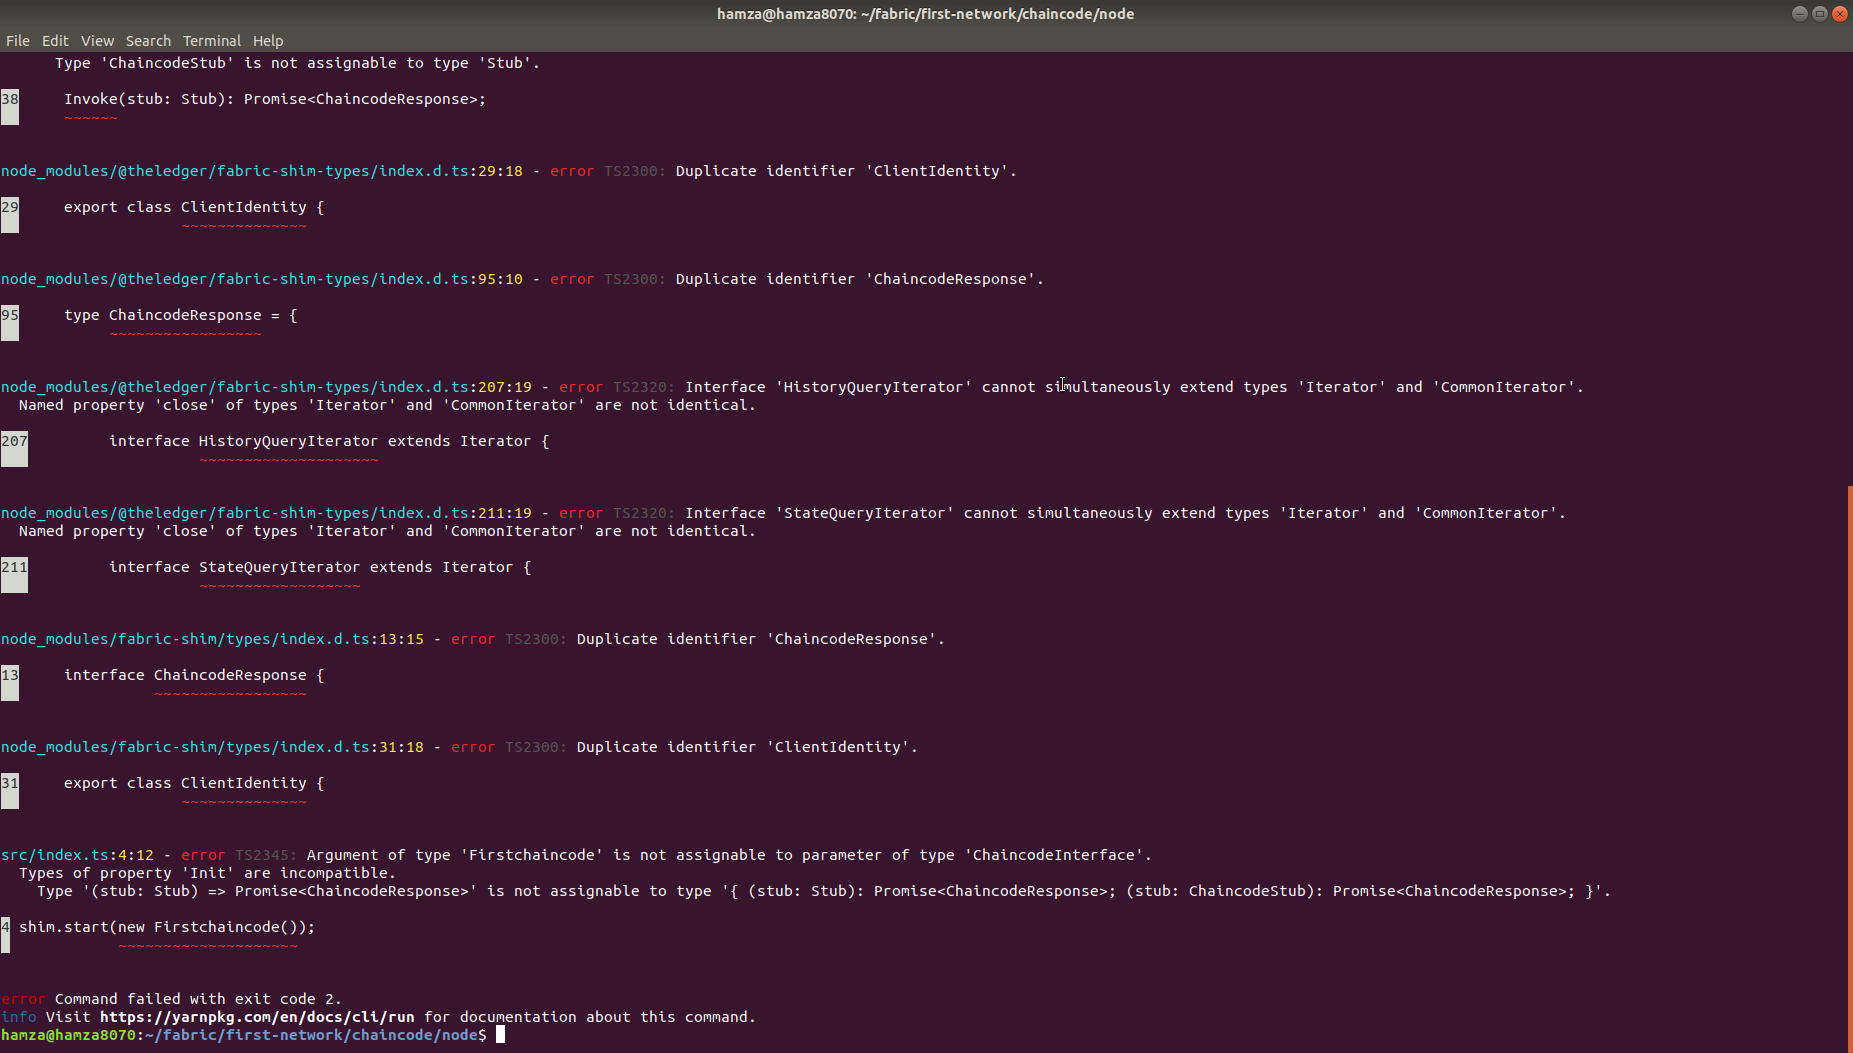 hamza@hamza8070: ~/fabric/first-network/chaincode/node
File Edit View Search Terminal Help
Type 'ChaincodeStub' is not assignable to type 'Stub'.
38     Invoke(stub: Stub): Promise<ChaincodeResponse>;
~~~~~~
node_modules/@theledger/fabric-shim-types/index.d.ts:29:18 - error TS2300: Duplicate identifier 'ClientIdentity'.
29     export class ClientIdentity {
~~~~~~~~~~~~~~
node_modules/@theledger/fabric-shim-types/index.d.ts:95:10 - error TS2300: Duplicate identifier 'ChaincodeResponse'.
95     type ChaincodeResponse = {
~~~~~~~~~~~~~~~~~
node_modules/@theledger/fabric-shim-types/index.d.ts:207:19 - error TS2320: Interface 'HistoryQueryIterator' cannot simultaneously extend types 'Iterator' and 'CommonIterator'.
Named property 'close' of types 'Iterator' and 'CommonIterator' are not identical.
207         interface HistoryQueryIterator extends Iterator {
~~~~~~~~~~~~~~~~~~~~
node_modules/@theledger/fabric-shim-types/index.d.ts:211:19 - error TS2320: Interface 'StateQueryIterator' cannot simultaneously extend types 'Iterator' and 'CommonIterator'.
Named property 'close' of types 'Iterator' and 'CommonIterator' are not identical.
211         interface StateQueryIterator extends Iterator {
~~~~~~~~~~~~~~~~~~
node_modules/fabric-shim/types/index.d.ts:13:15 - error TS2300: Duplicate identifier 'ChaincodeResponse'.
13     interface ChaincodeResponse {
~~~~~~~~~~~~~~~~~
node_modules/fabric-shim/types/index.d.ts:31:18 - error TS2300: Duplicate identifier 'ClientIdentity'.
31     export class ClientIdentity {
~~~~~~~~~~~~~~
src/index.ts:4:12 - error TS2345: Argument of type 'Firstchaincode' is not assignable to parameter of type 'ChaincodeInterface'.
Types of property 'Init' are incompatible.
Type '(stub: Stub) => Promise<ChaincodeResponse>' is not assignable to type '{ (stub: Stub): Promise<ChaincodeResponse>; (stub: ChaincodeStub): Promise<ChaincodeResponse>; }'.
4 shim.start(new Firstchaincode());
~~~~~~~~~~~~~~~~~~~~
error Command failed with exit code 2.
info Visit https://yarnpkg.com/en/docs/cli/run for documentation about this command.
hamza@hamza8070:~/fabric/first-network/chaincode/node$